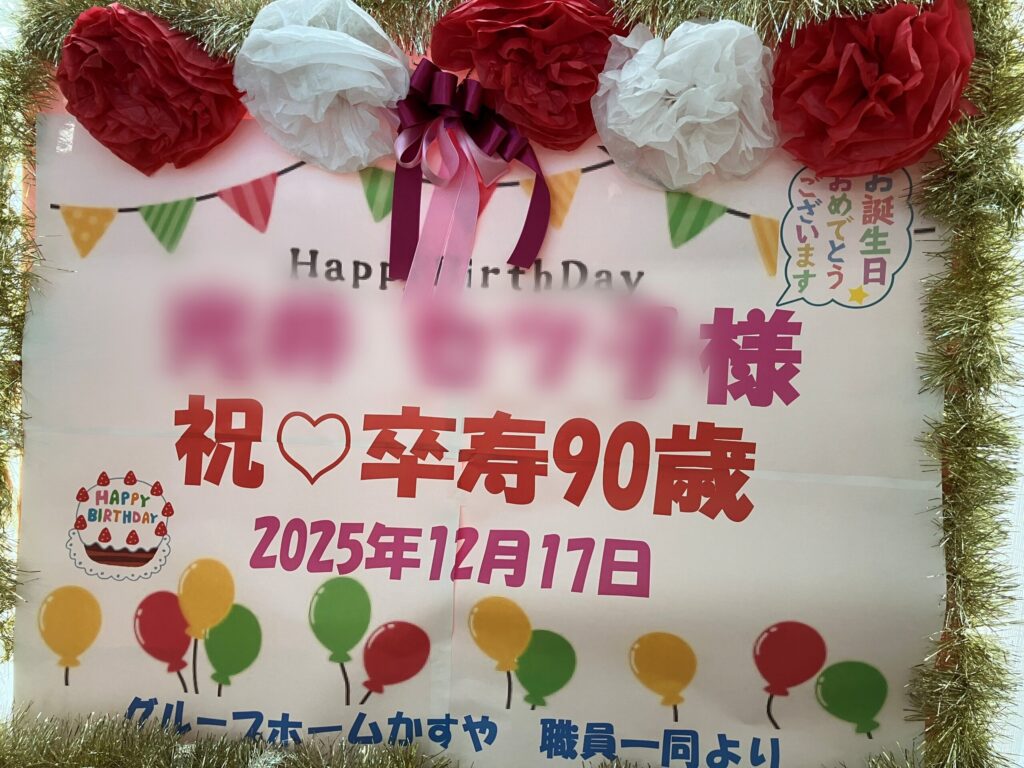 お誕生日
おめでとう
ございます
Happy BirthDay
様
祝♡卒寿90歳
HAPPY
BIRTHDAY
2025年12月17日
グループホームかすや 職員一同より